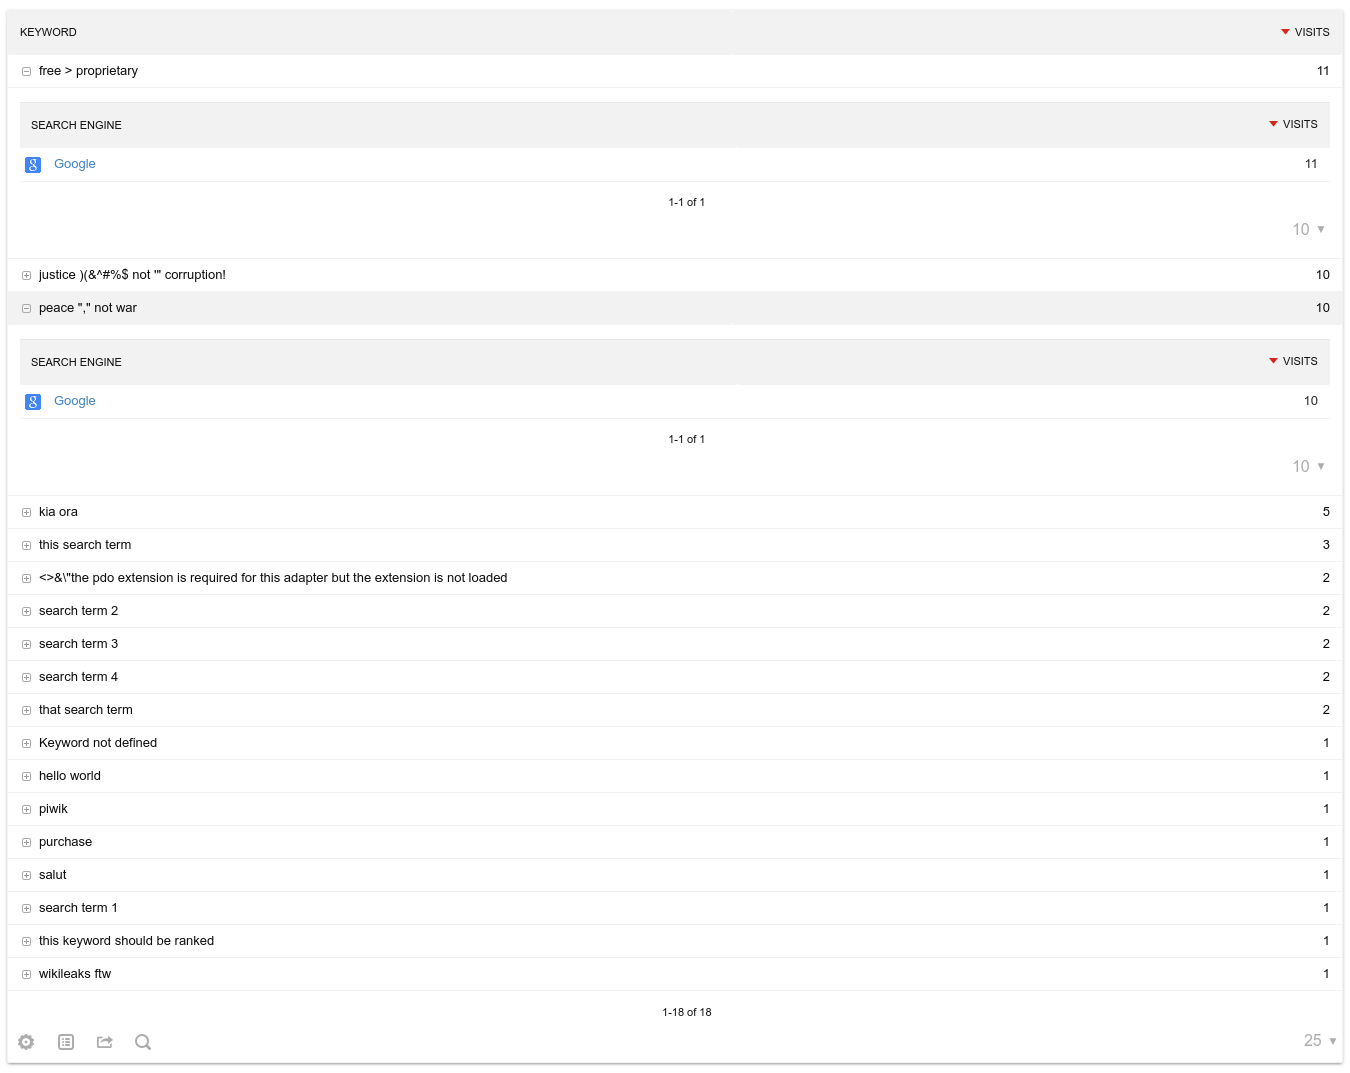 KEYWORD VISITS
free > proprietary 11
SEARCH ENGINE VISITS
Google 11
1-1 of 1
10
justice )(&^#%$ not '" corruption! 10
peace "," not war 10
SEARCH ENGINE VISITS
Google 10
1-1 of 1
10
kia ora 5
this search term 3
<>&\"the pdo extension is required for this adapter but the extension is not loaded 2
search term 2 2
search term 3 2
search term 4 2
that search term 2
Keyword not defined 1
hello world 1
piwik 1
purchase 1
salut 1
search term 1 1
this keyword should be ranked 1
wikileaks ftw 1
1-18 of 18
25